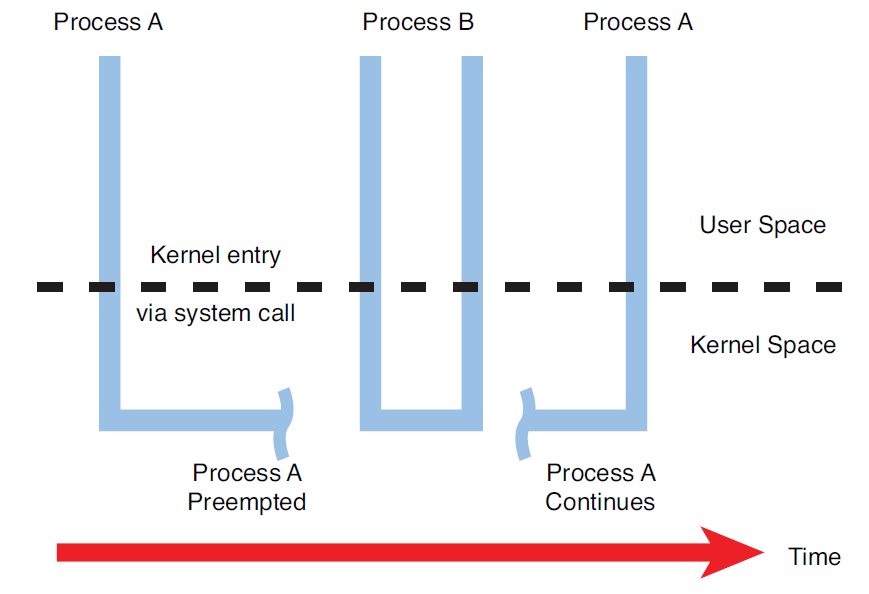 Process A
Process B
Process A
User Space
Kernel entry
via system call
Kernel Space
Process A
Preempted
Process A
Continues
Time